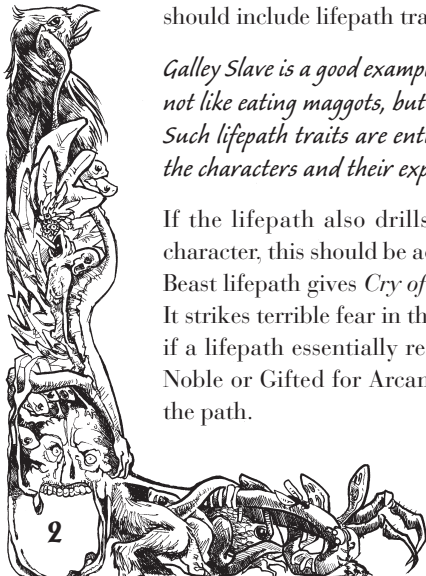 should include lifepath tra
Galley Slave is a good exampl
not like eating maggots, but
Such lifepath traits are ent
the characters and their exp
If the lifepath also drills
character, this should be a
Beast lifepath gives Cry of
It strikes terrible fear in th
if a lifepath essentially re
Noble or Gifted for Arcan
the path.
2